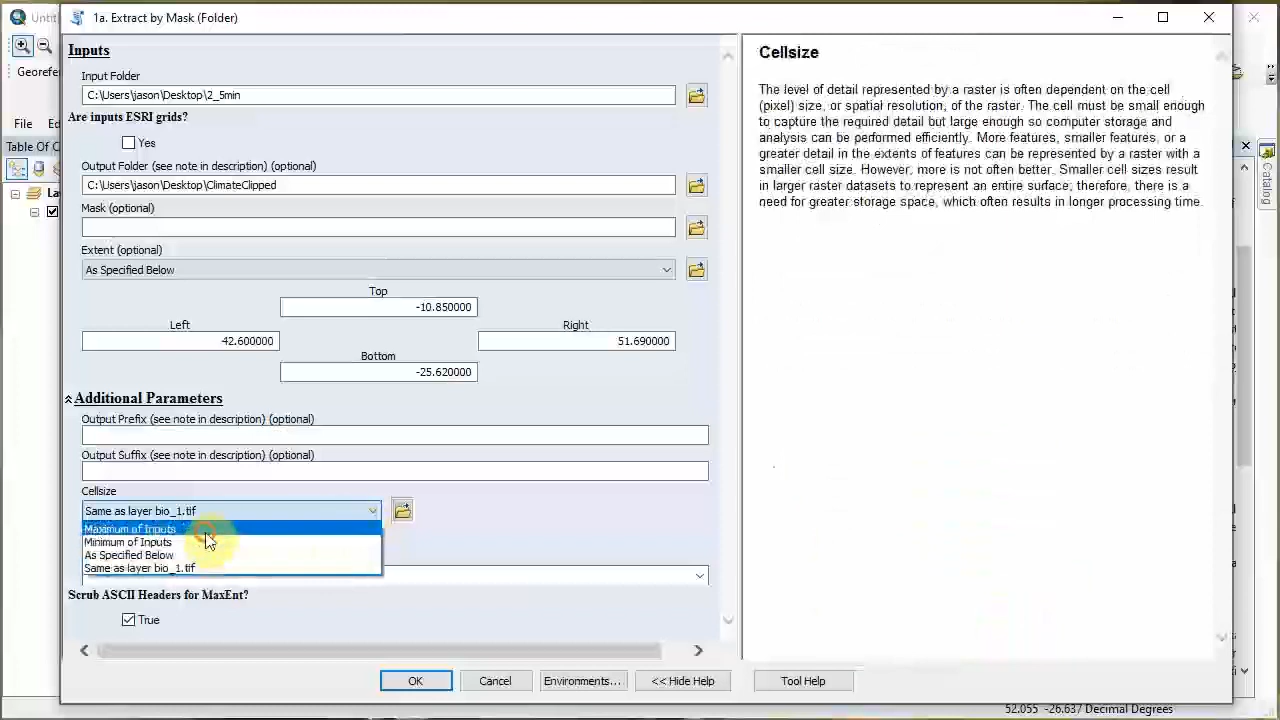 Untit
1a. Extract by Mask (Folder)
Georefer
File Ed
Table Of C
La
Inputs
Input Folder
C:\Users\jason\Desktop\2_5min
Are inputs ESRI grids?
Yes
Output Folder (see note in description) (optional)
C:\Users\jason\Desktop\ClimateClipped
Mask (optional)
Extent (optional)
As Specified Below
Top
-10.850000
Left
Right
42.600000
51.690000
Bottom
-25.620000
Additional Parameters
Output Prefix (see note in description) (optional)
Output Suffix (see note in description) (optional)
Cellsize
Same as layer bio_1.tif
Maximum of Inputs
Minimum of Inputs
As Specified Below
Same as layer bio_1.tif
Scrub ASCII Headers for MaxEnt?
True
OK
Cancel
Environments...
<< Hide Help
Tool Help
Cellsize
The level of detail represented by a raster is often dependent on the cell
(pixel) size, or spatial resolution, of the raster. The cell must be small enough
to capture the required detail but large enough so computer storage and
analysis can be performed efficiently. More features, smaller features, or a
greater detail in the extents of features can be represented by a raster with a
smaller cell size. However, more is not often better. Smaller cell sizes result
in larger raster datasets to represent an entire surface; therefore, there is a
need for greater storage space, which often results in longer processing time.
Catalog
52.055 -26.637 Decimal Degrees